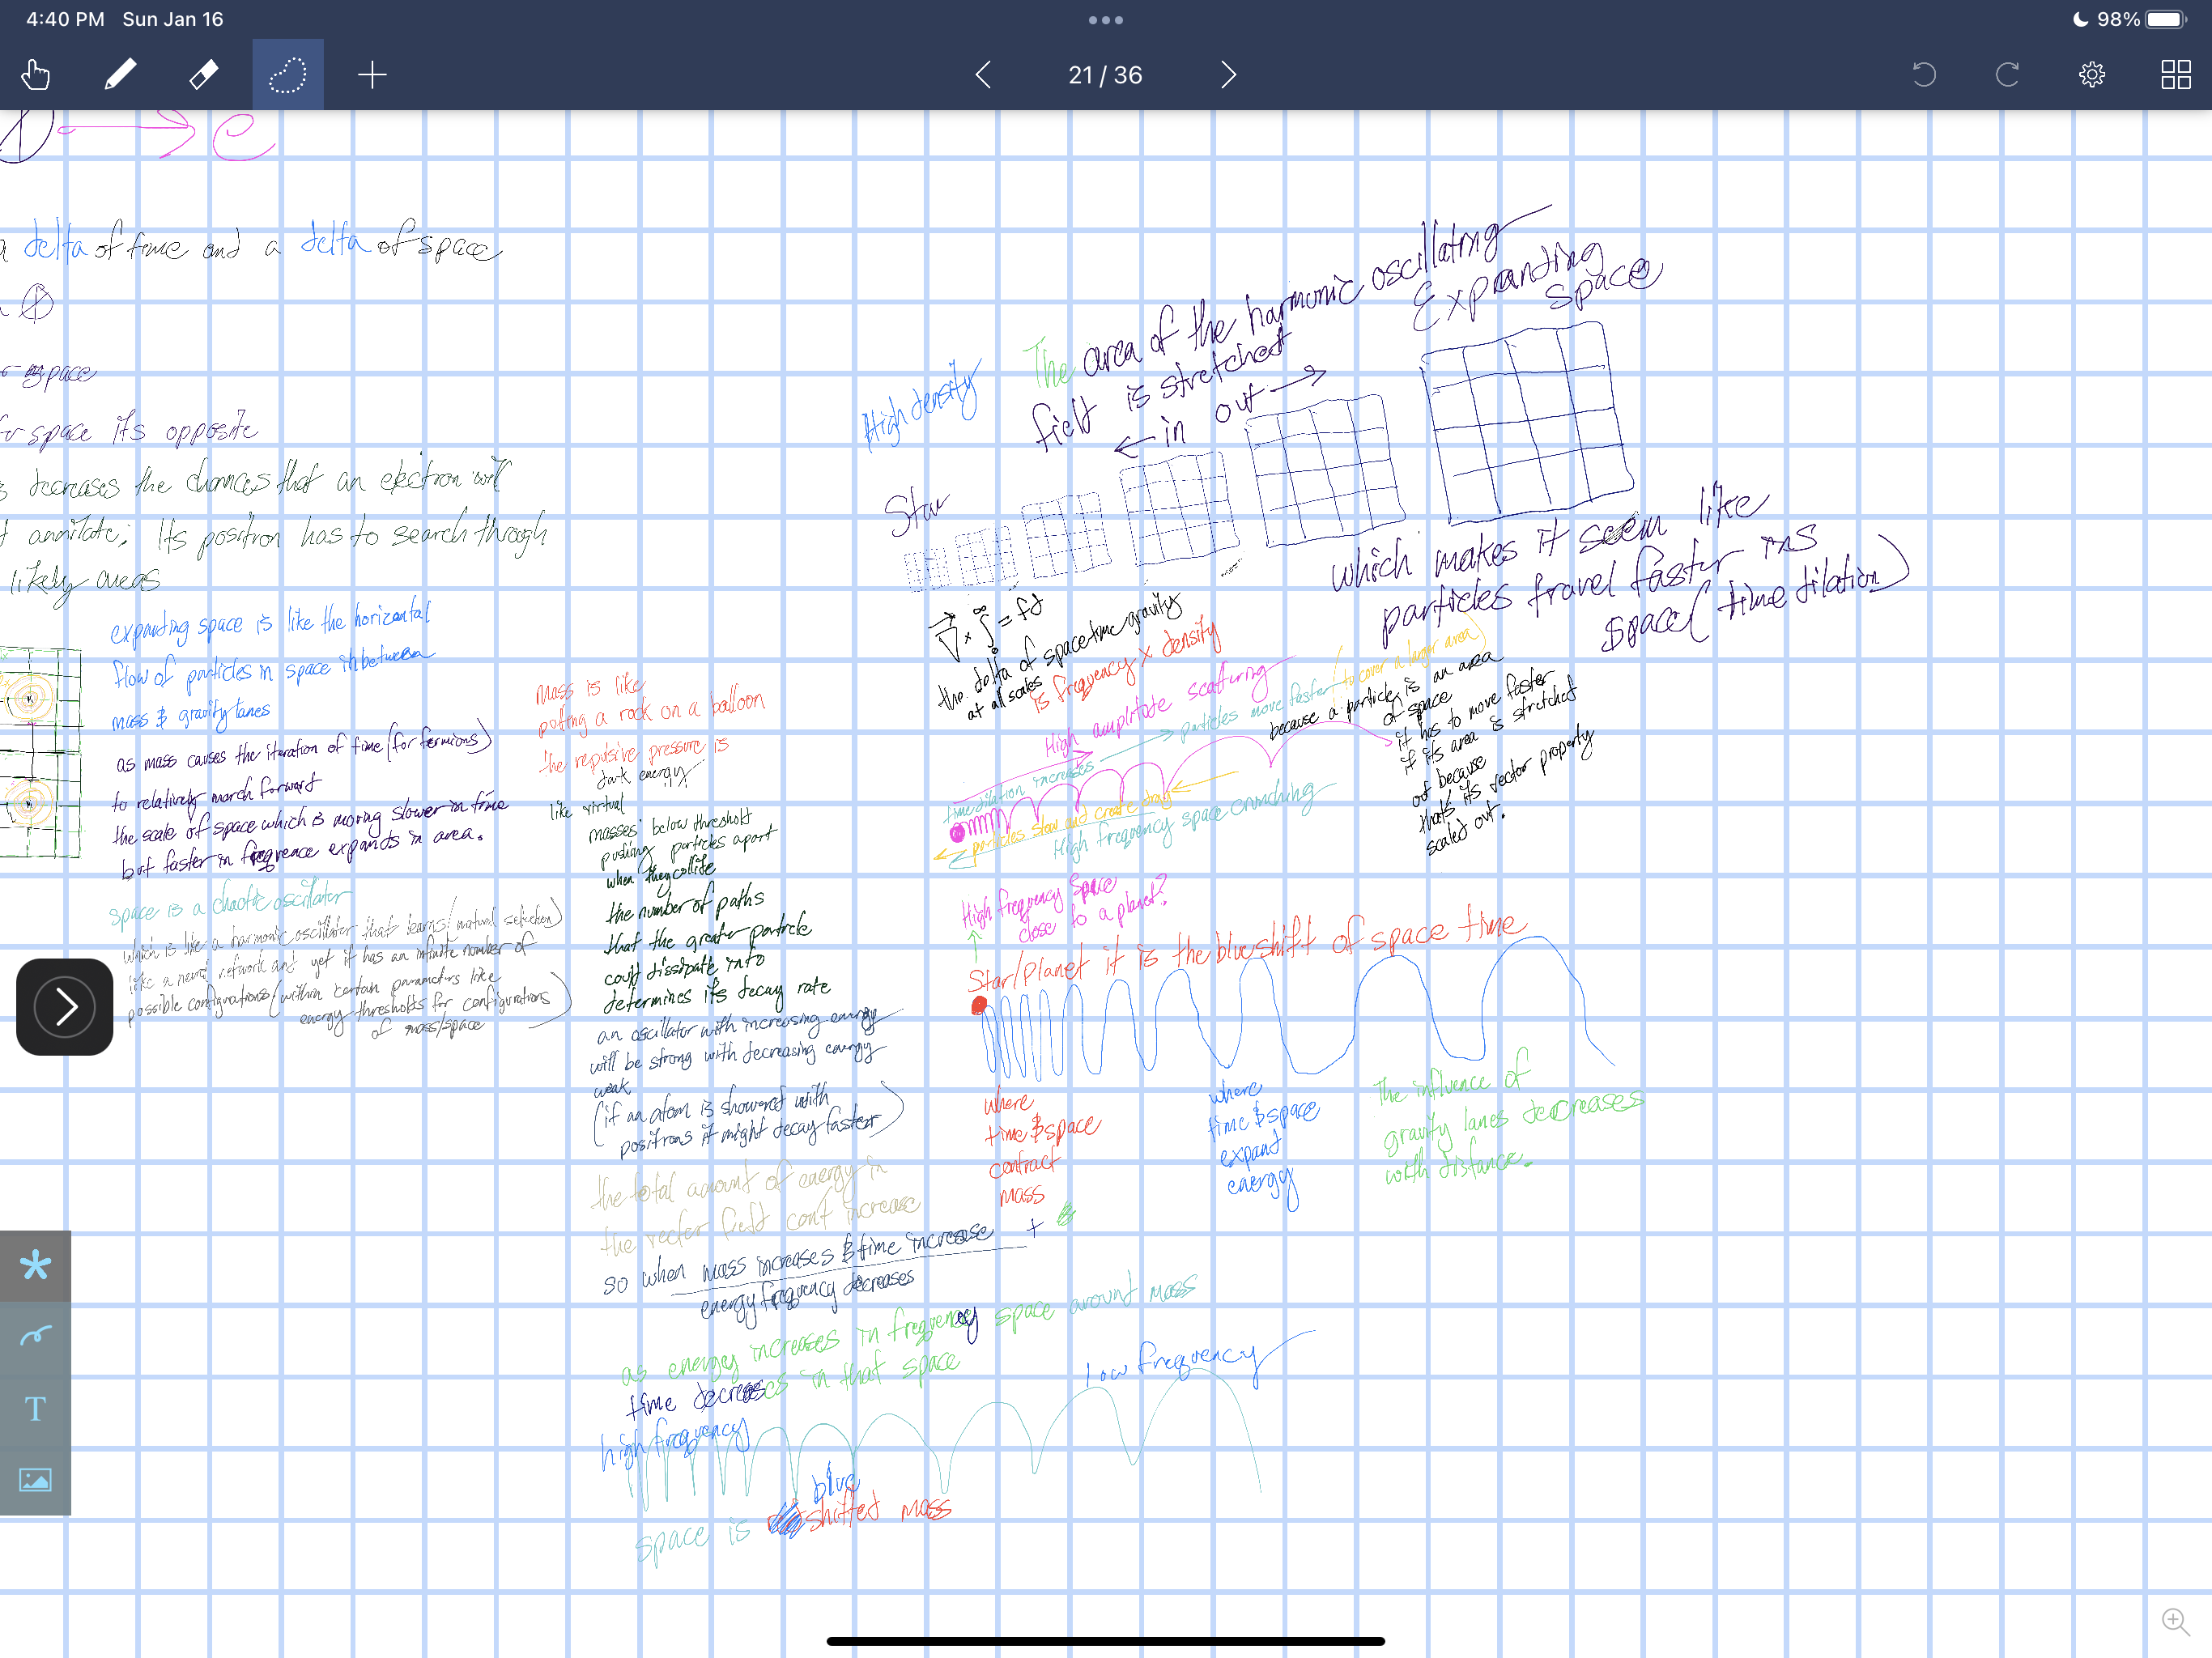 4:40 PM Sun Jan 16
98%
21 / 36
e
delta of time and a delta of space
space
space its opposite
decreases the chances that an electron will
annilate; Its positron has to search through
likely areas
expanding space is like the horizontal
flow of particles in space inbetween
mass & gravity lanes
as mass causes the iteration of time (for fermions)
to relatively march forward
the scale of space which is moving slower in time
but faster in freqreence expands in area.
space is a chaotic oscillator
which is like a harmonic oscillator that learns/natural selection)
like a neural network and yet it has an infinite number of
possible configurations (within certain parameters like
energy thresholds for configurations
of mass/space
mass is like
puting a rock on a balloon
the repulsive pressure is
dark energy
like virtual
masses below threshold
pushing particles apart
when they collide
the number of paths
that the greater particle
could dissipate into
determines its decay rate
an oscillator with increasing energy
will be strong with decreasing energy
weak
(if an atom is showered with
positrons it might decay faster)
the total amount of energy in
the vector field cant increase
so when mass increases & time increase +
energy frequency decreases
as energy increases in frequency space around mass
time decreases in that space
high frequency
low frequency
blue
space is shifted mass
High density
The area of the harmonic oscillating
field is stretched
← in out →
Expanding
space
Star
which makes it seem like
particles travel faster in
space (time dilation)
∇ × ∫ = fd
the delta of spacetime gravity
at all scales
is frequency x density
High amplitude scattering
time dilation increases → particles move faster (to cover a larger area)
particles slow and create drag
High frequency space crunching
because a particle is an area
of space
it has to move faster
if its area is stretched
out because
thats its vector property
scaled out.
High frequency space
close to a planet?
Star/planet it is the blueshift of space time
where
time & space
contract
mass
where
time & space
expand
energy
The influence of
gravity lanes decreases
with distance.
T